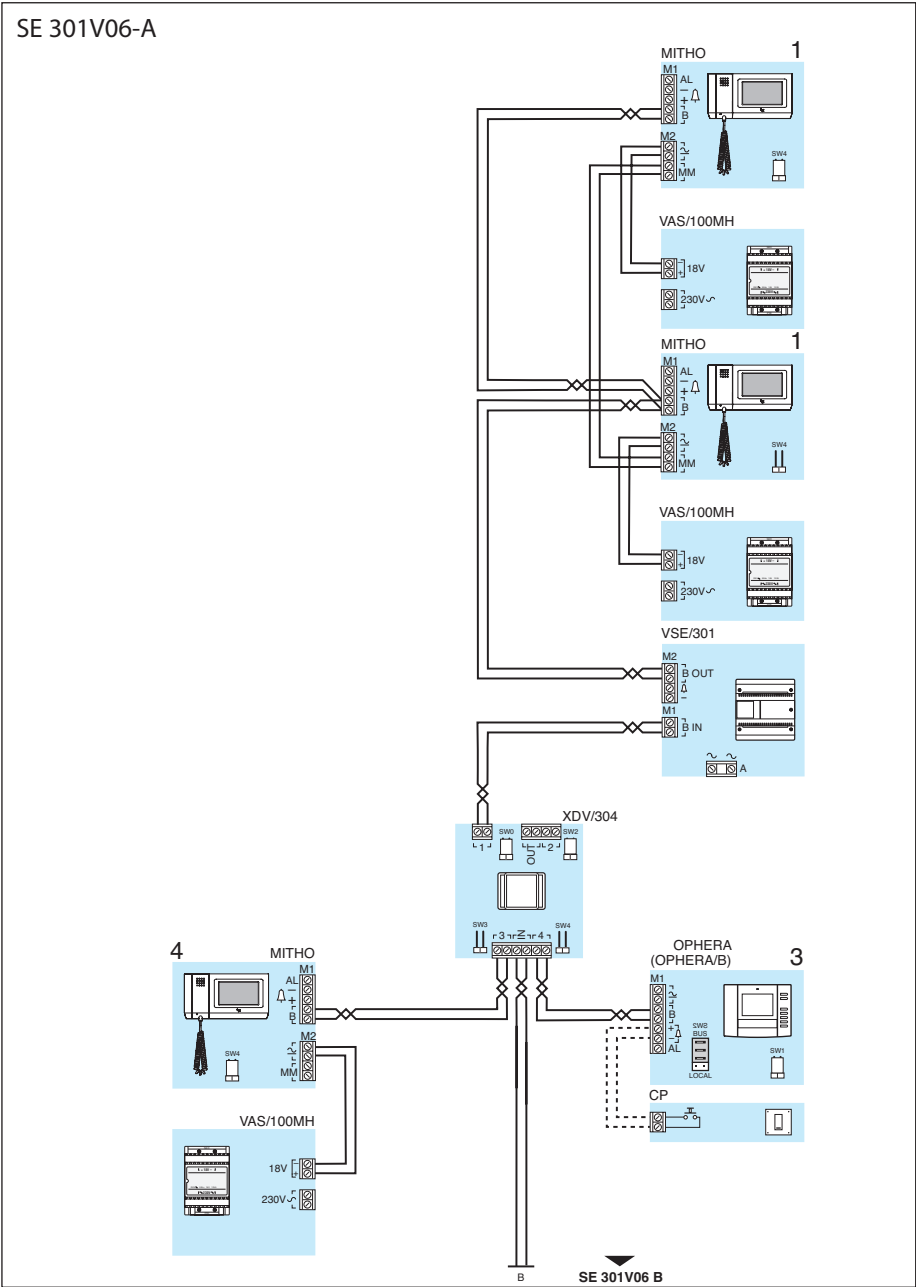 SE 301V06-A
MITHO
1
M1
AL
–
+
B
M2
MM
SW4
VAS/100MH
–
+
18V
230V~
MITHO
1
M1
AL
–
+
B
M2
MM
SW4
VAS/100MH
–
+
18V
230V~
VSE/301
M2
B OUT
–
M1
B IN
~ ~
A
XDV/304
1
SW0
OUT
2
SW2
SW3
3
IN
4
SW4
4
MITHO
M1
AL
–
+
B
M2
MM
SW4
VAS/100MH
18V
–
+
230V~
OPHERA
(OPHERA/B)
3
M1
B
+
–
AL
SW2
BUS
LOCAL
SW1
CP
B
SE 301V06 B